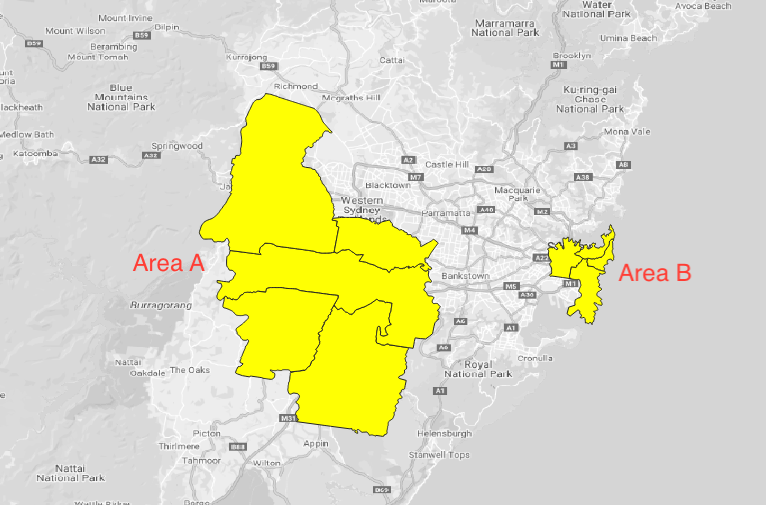 Water
National Park
Avoca Beach
Mount Irvine
Mount Wilson
B59
Bilpin
Marramarra
National Park
Umina Beach
B59
Berambing
Mount Tomah
Kurrajong
B59
Cattai
Brooklyn
M1
Blue
Mountains
National Park
Richmond
Mcgraths Hill
Ku-ring-gai
Chase
National Park
Medlow Bath
Katoomba
A32
A32
Springwood
Mona Vale
A3
A2
Castle Hill
A28
A8
M7
A38
Blacktown
Macquarie
Park
Western
Sydney
Parramatta
A40
M2
M4
Area A
A22
Area B
Bankstown
M5
M1
A36
Burragorang
A6
A1
Nattai
Oakdale
The Oaks
A6
Royal
National Park
Cronulla
A1
M31
Picton
Appin
Helensburgh
Thirlmere
B88
Tahmoor
Wilton
Stanwell Tops
Nattai
National Park
B69